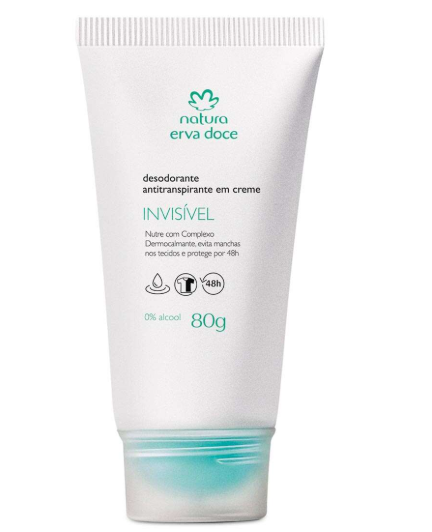 natura
erva doce
desodorante
antitranspirante em creme
INVISÍVEL
Nutre com Complexo
Dermocalmante, evita manchas
nos tecidos e protege por 48h
48h
0% alcool 80g